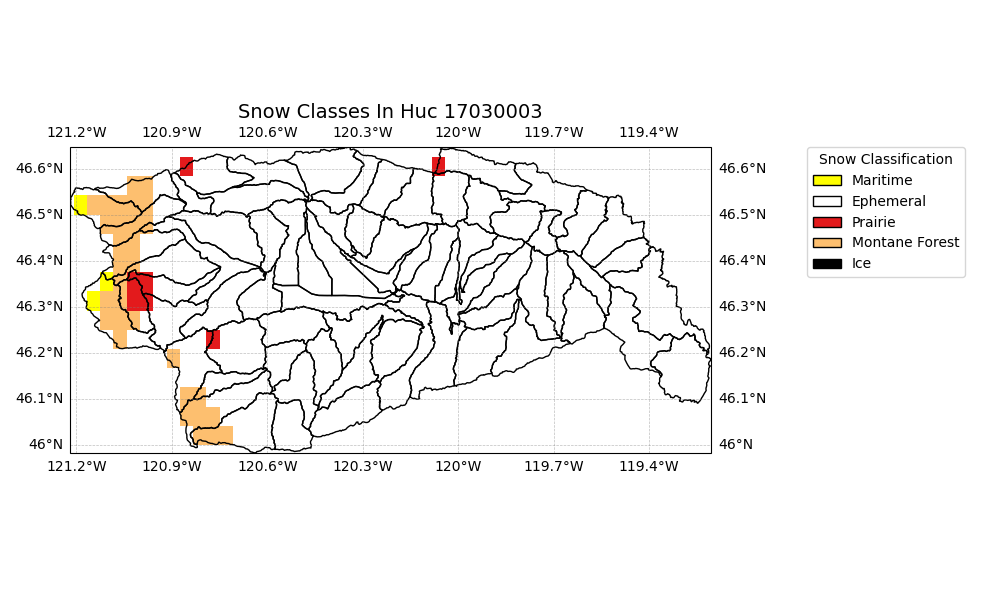 Snow Classes In Huc 17030003
121.2°W 120.9°W 120.6°W 120.3°W 120°W 119.7°W 119.4°W
Snow Classification
Maritime
Ephemeral
Prairie
Montane Forest
Ice
46.6°N 46.6°N
46.5°N 46.5°N
46.4°N 46.4°N
46.3°N 46.3°N
46.2°N 46.2°N
46.1°N 46.1°N
46°N 46°N
121.2°W 120.9°W 120.6°W 120.3°W 120°W 119.7°W 119.4°W